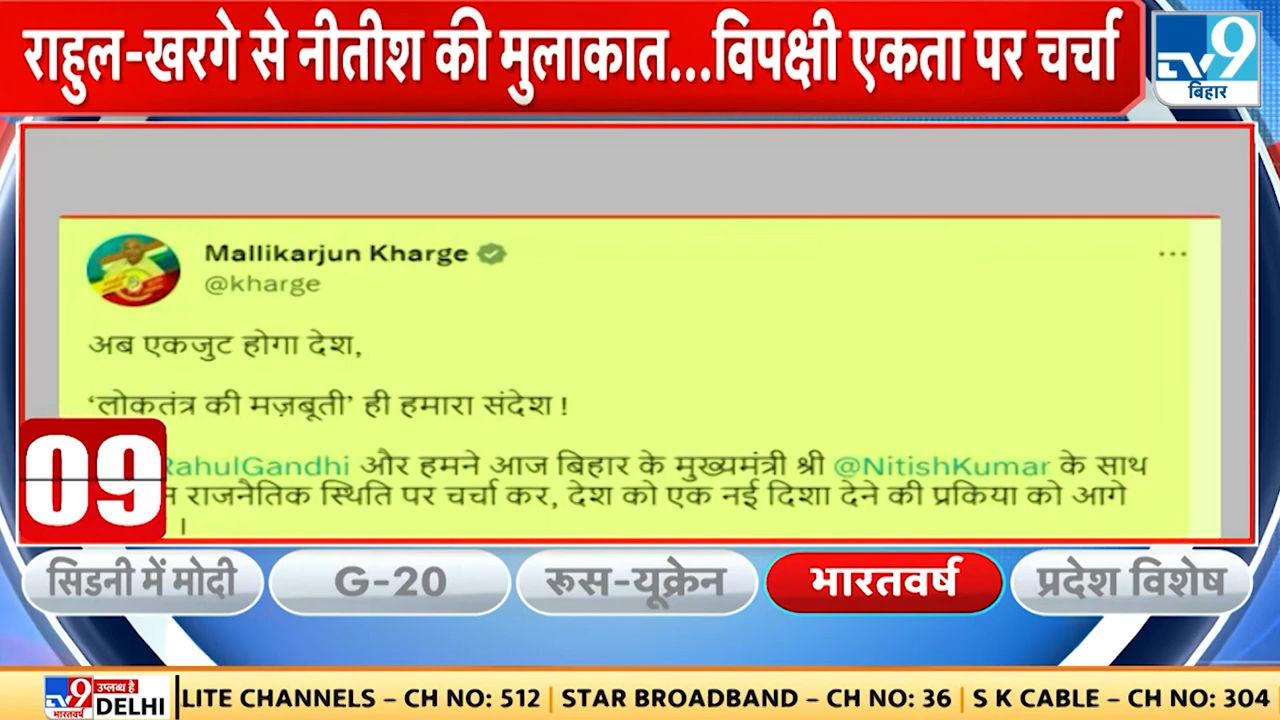 राहुल-खरगे से नीतीश की मुलाकात...विपक्षी एकता पर चर्चा
TV9
बिहार
Mallikarjun Kharge
@kharge
अब एकजुट होगा देश,
‘लोकतंत्र की मज़बूती’ ही हमारा संदेश !
RahulGandhi और हमने आज बिहार के मुख्यमंत्री श्री @NitishKumar के साथ
राजनैतिक स्थिति पर चर्चा कर, देश को एक नई दिशा देने की प्रकिया को आगे
।
09
सिडनी में मोदी
G-20
रूस-यूक्रेन
भारतवर्ष
प्रदेश विशेष
TV9 भारतवर्ष उपलब्ध है DELHI
LITE CHANNELS – CH NO: 512 | STAR BROADBAND – CH NO: 36 | S K CABLE – CH NO: 304